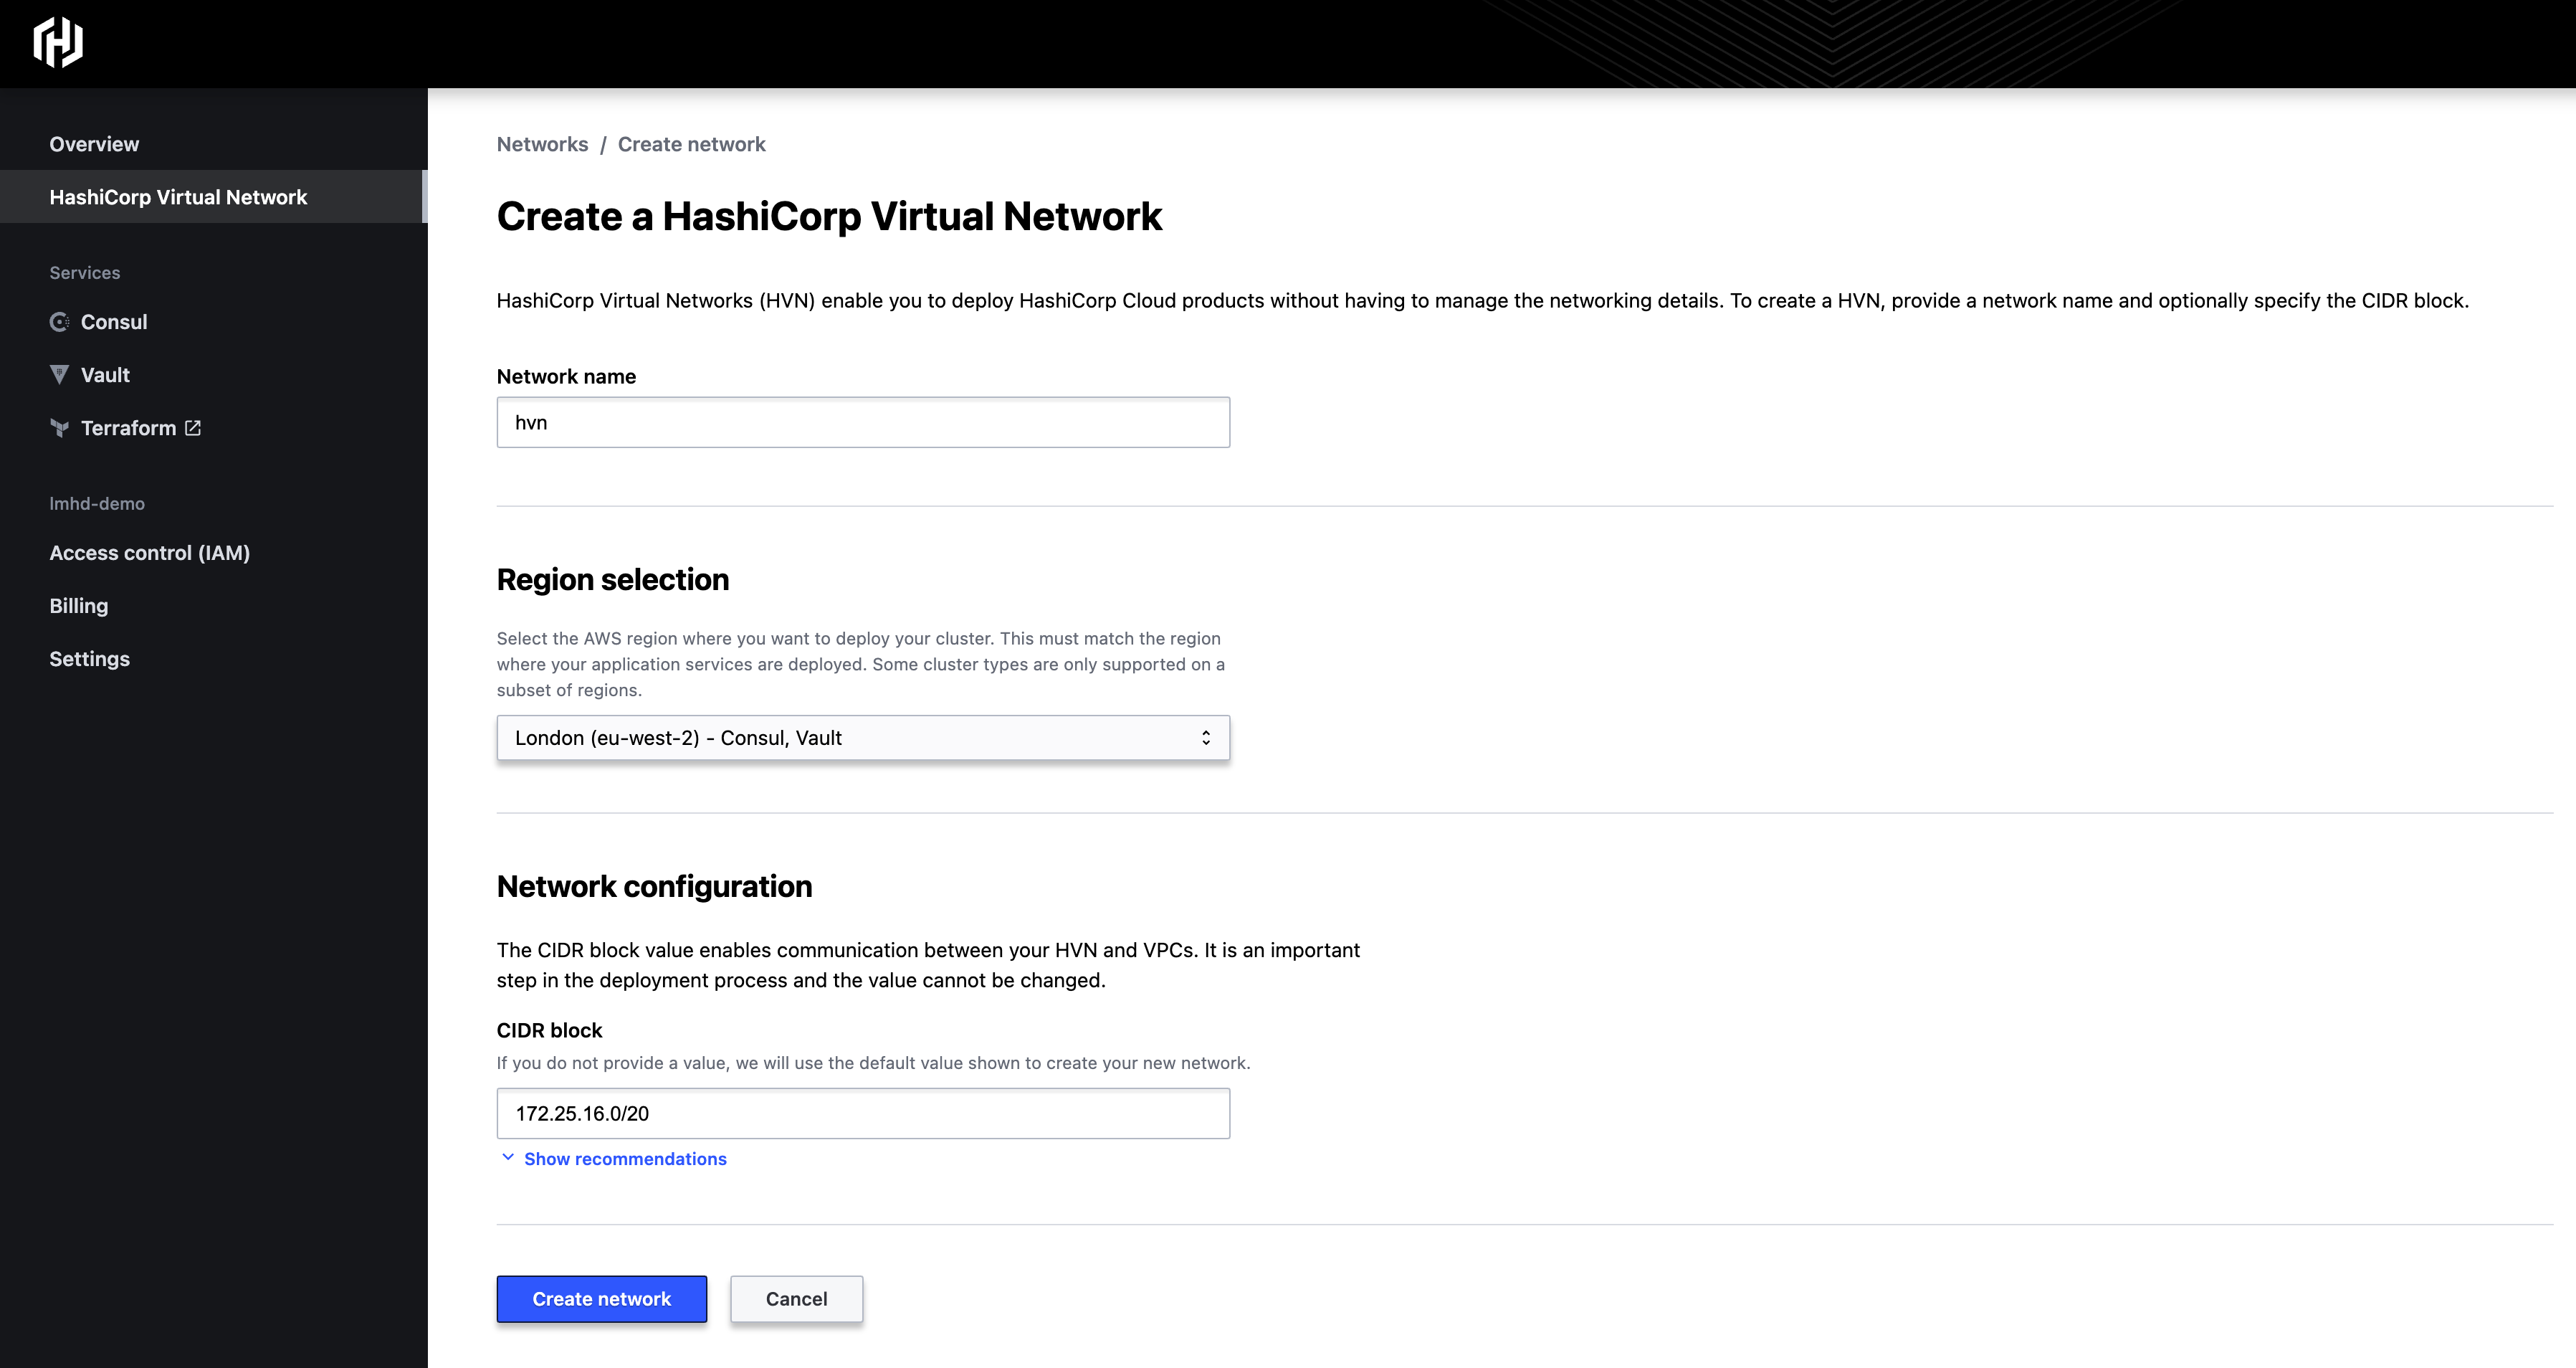 Overview
HashiCorp Virtual Network
Services
Consul
Vault
Terraform
lmhd-demo
Access control (IAM)
Billing
Settings
Networks / Create network
Create a HashiCorp Virtual Network
HashiCorp Virtual Networks (HVN) enable you to deploy HashiCorp Cloud products without having to manage the networking details. To create a HVN, provide a network name and optionally specify the CIDR block.
Network name
hvn
Region selection
Select the AWS region where you want to deploy your cluster. This must match the region
where your application services are deployed. Some cluster types are only supported on a
subset of regions.
London (eu-west-2) - Consul, Vault
Network configuration
The CIDR block value enables communication between your HVN and VPCs. It is an important
step in the deployment process and the value cannot be changed.
CIDR block
If you do not provide a value, we will use the default value shown to create your new network.
172.25.16.0/20
Show recommendations
Create network
Cancel